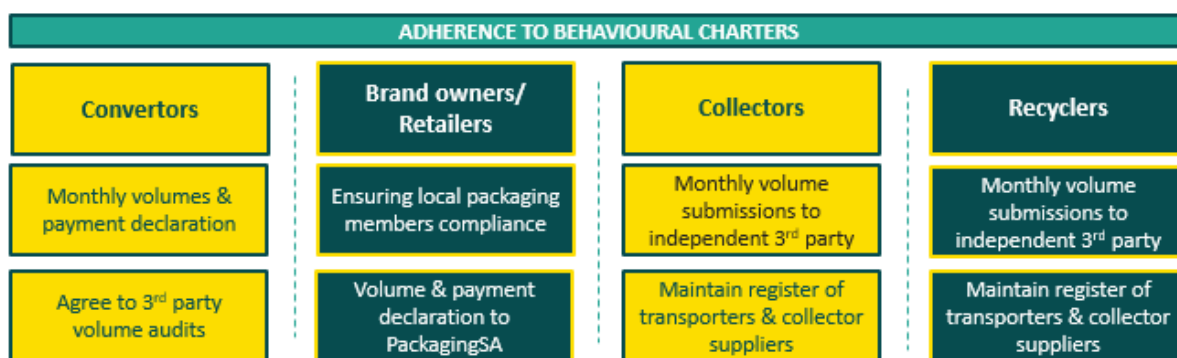 ADHERENCE TO BEHAVIOURAL CHARTERS
Convertors
Brand owners/
Retailers
Collectors
Recyclers
Monthly volumes &
payment declaration
Ensuring local packaging
members compliance
Monthly volume
submissions to
independent 3rd party
Monthly volume
submissions to
independent 3rd party
Agree to 3rd party
volume audits
Volume & payment
declaration to
PackagingSA
Maintain register of
transporters & collector
suppliers
Maintain register of
transporters & collector
suppliers